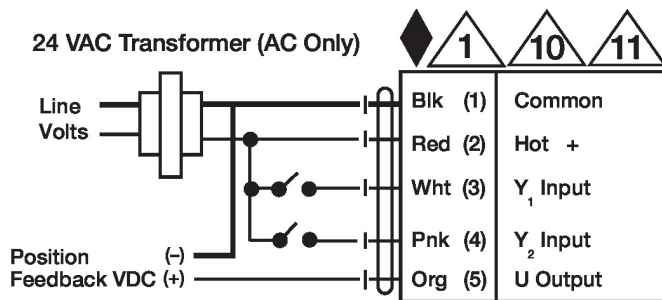 24 VAC Transformer (AC Only)
1 10 11
Line
Volts
Blk (1) Common
Red (2) Hot +
Wht (3) Y1 Input
Pnk (4) Y2 Input
Org (5) U Output
Position (–)
Feedback VDC (+)